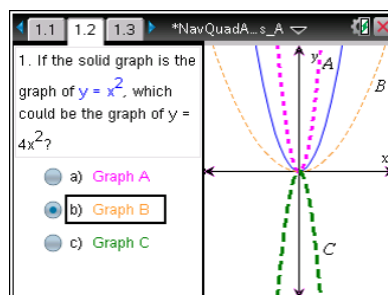 1.1 1.2 1.3 *NavQuadA...s_A
1. If the solid graph is the
graph of y = x², which
could be the graph of y =
4x²?
a) Graph A
b) Graph B
c) Graph C
y
A
B
x
C